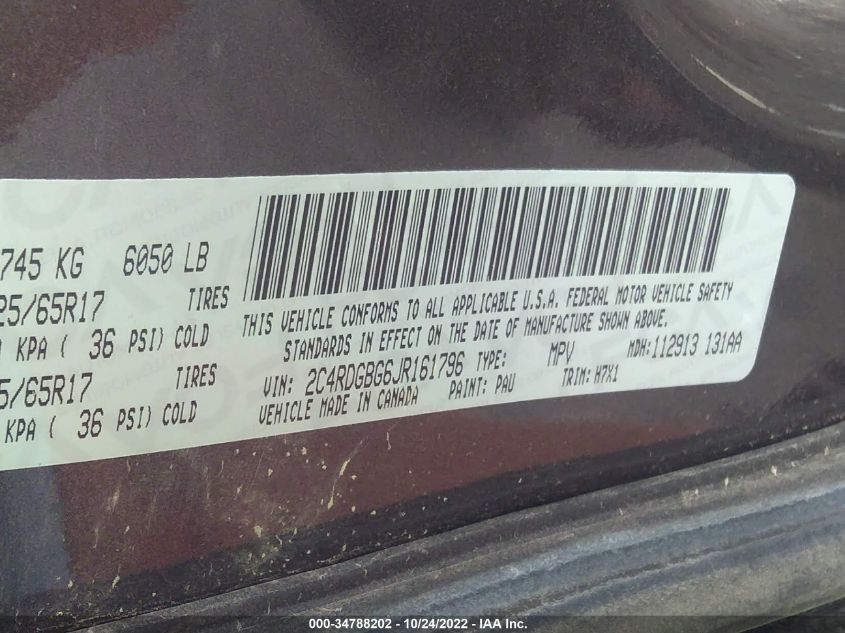 745 KG 6050 LB
25/65R17 TIRES
KPA ( 36 PSI) COLD
5/65R17 TIRES
KPA ( 36 PSI) COLD
THIS VEHICLE CONFORMS TO ALL APPLICABLE U.S.A. FEDERAL MOTOR VEHICLE SAFETY
STANDARDS IN EFFECT ON THE DATE OF MANUFACTURE SHOWN ABOVE.
VIN: 2C4RDGBG6JR161796 TYPE: MPV MDH:112913 131AA
VEHICLE MADE IN CANADA PAINT: PAU TRIM: H7X1
000-34788202 - 10/24/2022 - IAA Inc.